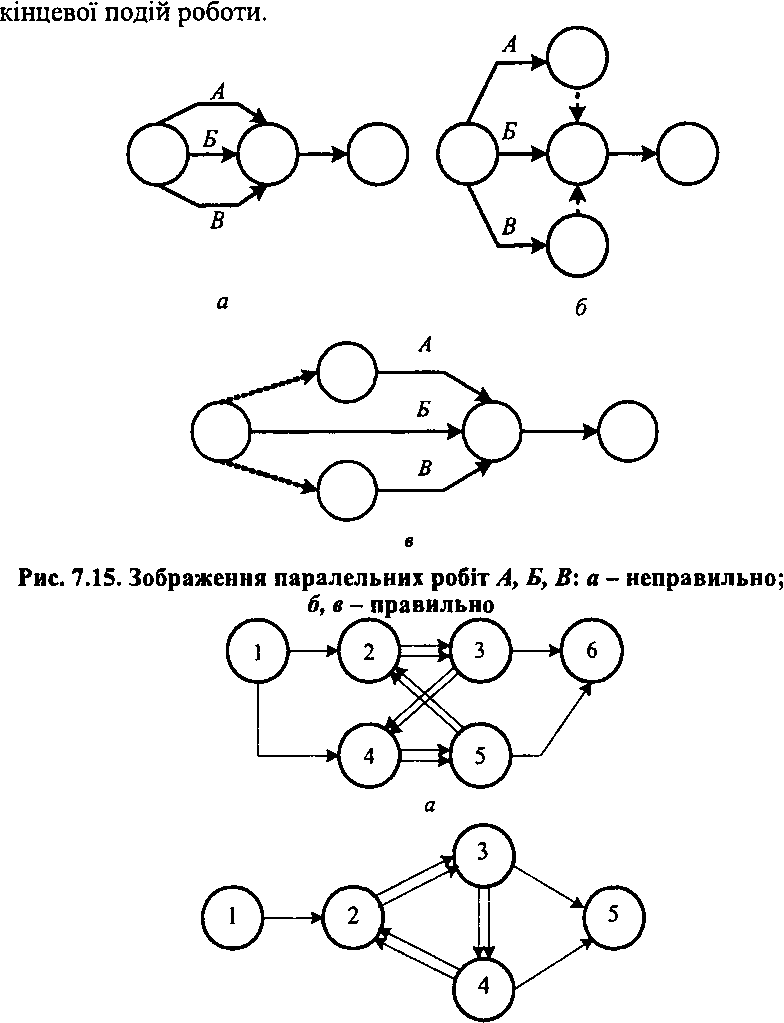 кінцевої подій роботи.
А
А
Б
Б
В
В
а
б
А
Б
В
в
Рис. 7.15. Зображення паралельних робіт А, Б, В: а – неправильно;
б, в – правильно
1 2 3 6
4 5
а
3
1 2 5
4